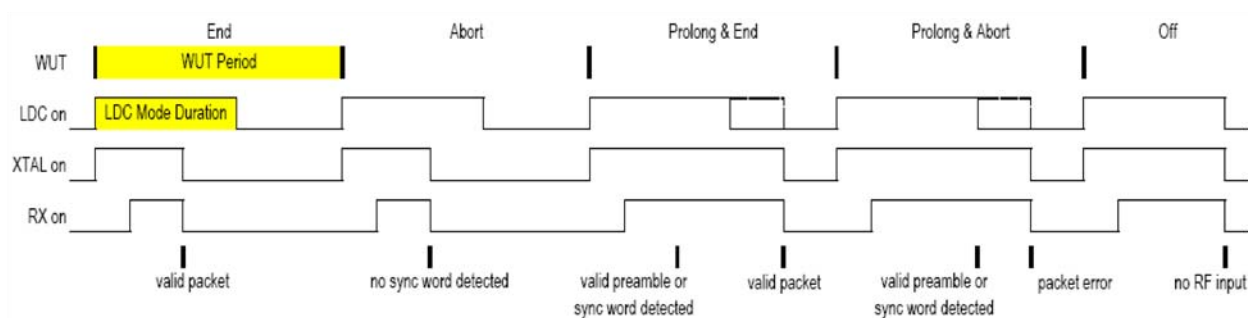 End
Abort
Prolong & End
Prolong & Abort
Off
WUT
WUT Period
LDC on
LDC Mode Duration
XTAL on
RX on
valid packet
no sync word detected
valid preamble or
sync word detected
valid packet
valid preamble or
sync word detected
packet error
no RF input